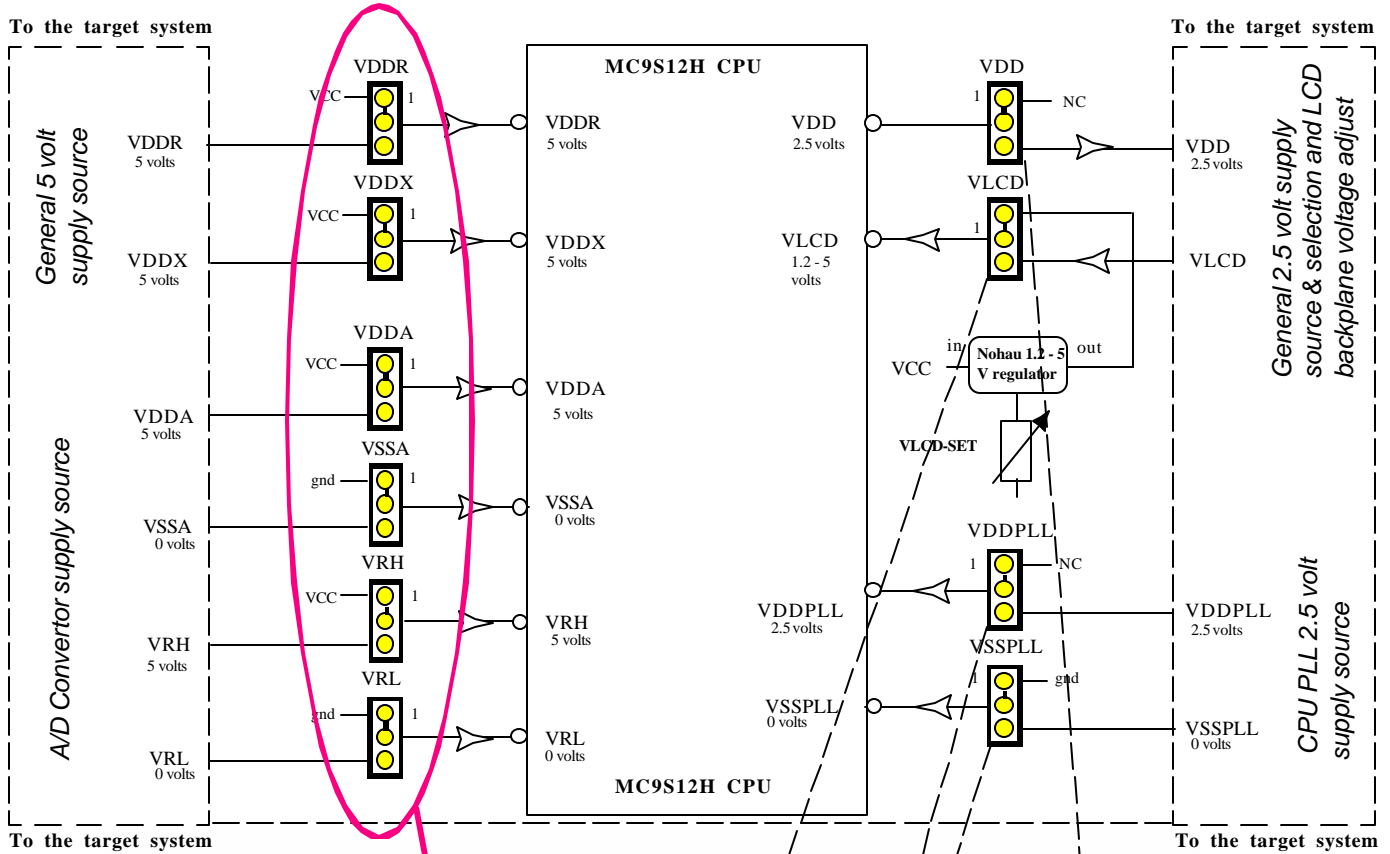 To the target system
To the target system
General 5 volt
supply source
A/D Convertor supply source
VDDR
5 volts
VDDX
5 volts
VDDA
5 volts
VSSA
0 volts
VRH
5 volts
VRL
0 volts
VDDR
VCC
1
VDDX
VCC
1
VDDA
VCC
1
VSSA
gnd
1
VRH
VCC
1
VRL
gnd
1
MC9S12H CPU
VDDR
5 volts
VDDX
5 volts
VDDA
5 volts
VSSA
0 volts
VRH
5 volts
VRL
0 volts
VDD
2.5 volts
VLCD
1.2 - 5
volts
VDDPLL
2.5 volts
VSSPLL
0 volts
MC9S12H CPU
VDD
1
NC
VLCD
1
in
out
VCC
Nohau 1.2 - 5
V regulator
VLCD-SET
VDDPLL
1
NC
VSSPLL
1
gnd
VDD
2.5 volts
VLCD
VDDPLL
2.5 volts
VSSPLL
0 volts
General 2.5 volt supply
source & selection and LCD
backplane voltage adjust
CPU PLL 2.5 volt
supply source
To the target system
To the target system